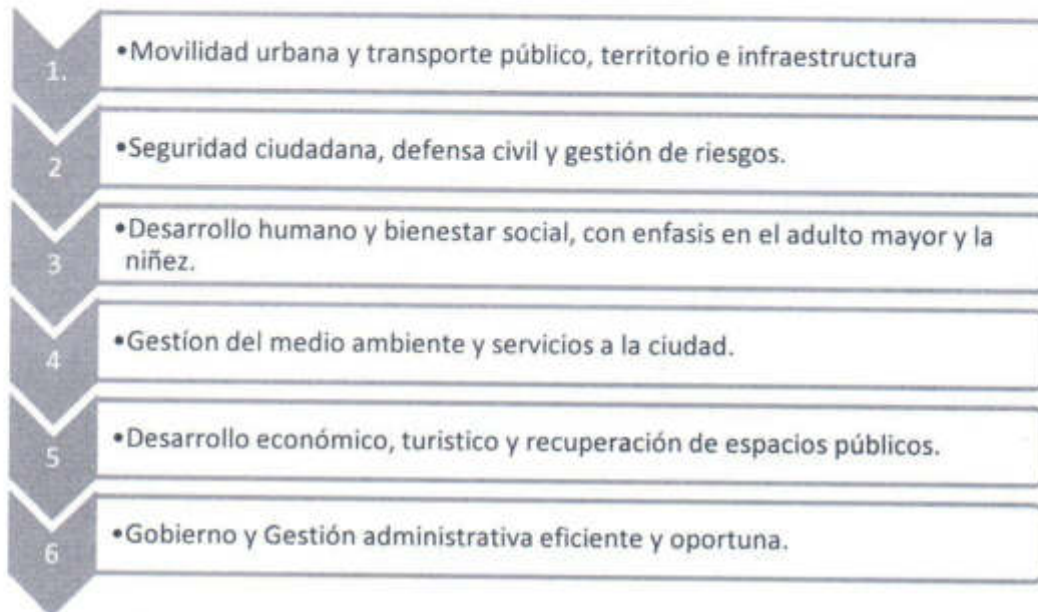 1. •Movilidad urbana y transporte público, territorio e infraestructura
2 •Seguridad ciudadana, defensa civil y gestión de riesgos.
3 •Desarrollo humano y bienestar social, con enfasis en el adulto mayor y la
niñez.
4 •Gestíon del medio ambiente y servicios a la ciudad.
5 •Desarrollo económico, turistico y recuperación de espacios públicos.
6 •Gobierno y Gestión administrativa eficiente y oportuna.